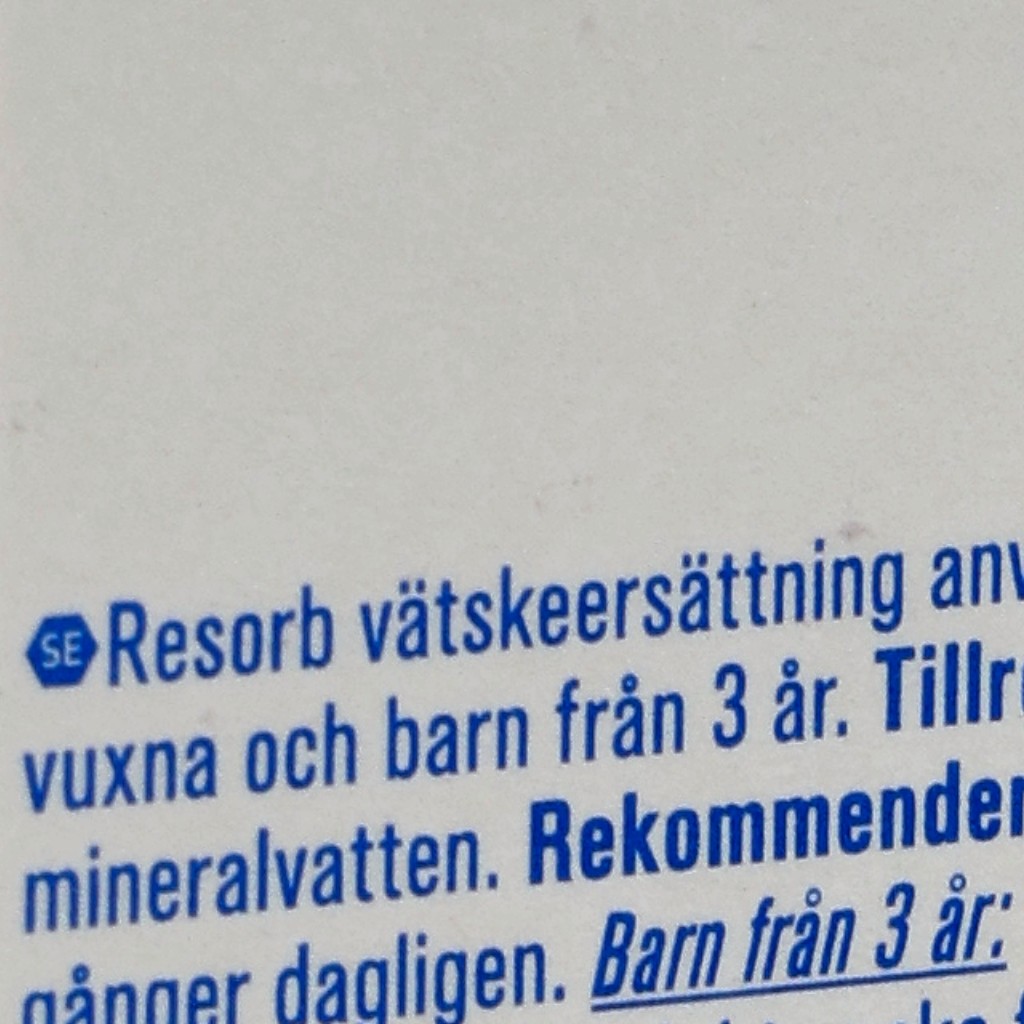 SE Resorb vätskeersättning
vuxna och barn från 3 år.
mineralvatten.
gånger dagligen. Barn från 3 år: